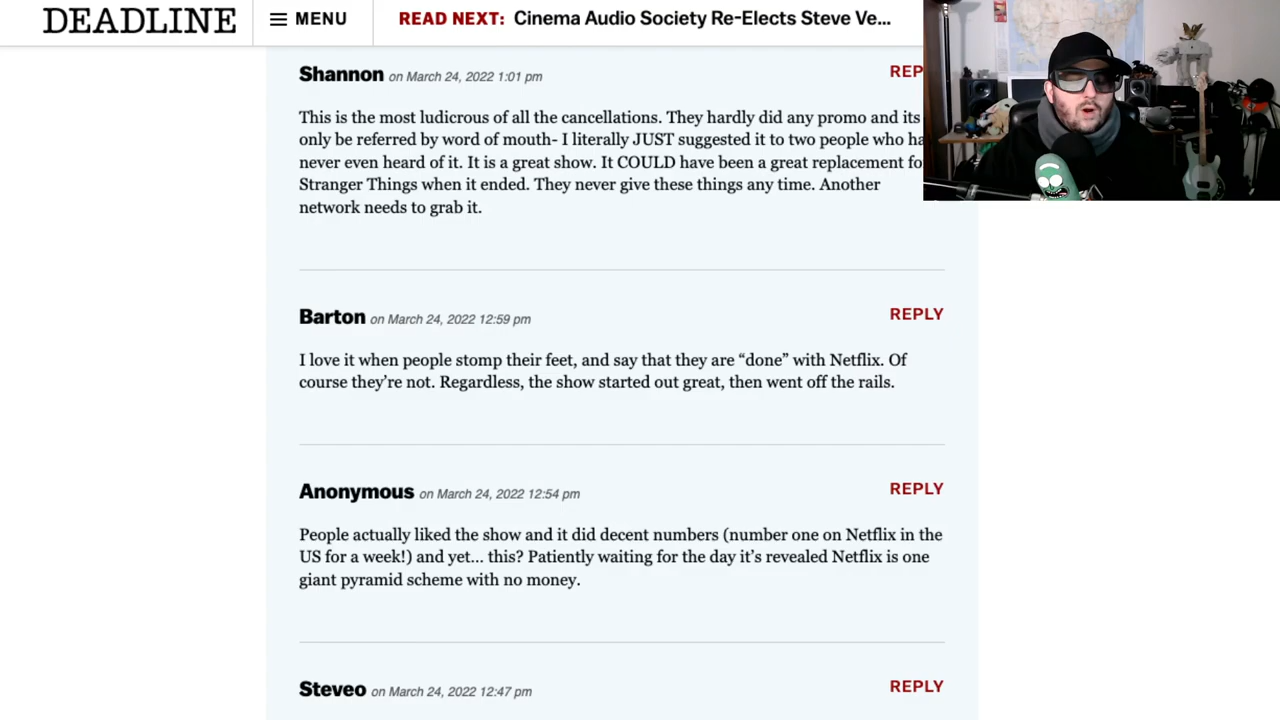 DEADLINE
MENU
READ NEXT: Cinema Audio Society Re-Elects Steve Ve...
Shannon on March 24, 2022 1:01 pm
REP
This is the most ludicrous of all the cancellations. They hardly did any promo and its
only be referred by word of mouth- I literally JUST suggested it to two people who ha
never even heard of it. It is a great show. It COULD have been a great replacement fo
Stranger Things when it ended. They never give these things any time. Another
network needs to grab it.
Barton on March 24, 2022 12:59 pm
REPLY
I love it when people stomp their feet, and say that they are “done” with Netflix. Of
course they’re not. Regardless, the show started out great, then went off the rails.
Anonymous on March 24, 2022 12:54 pm
REPLY
People actually liked the show and it did decent numbers (number one on Netflix in the
US for a week!) and yet... this? Patiently waiting for the day it’s revealed Netflix is one
giant pyramid scheme with no money.
Steveo on March 24, 2022 12:47 pm
REPLY